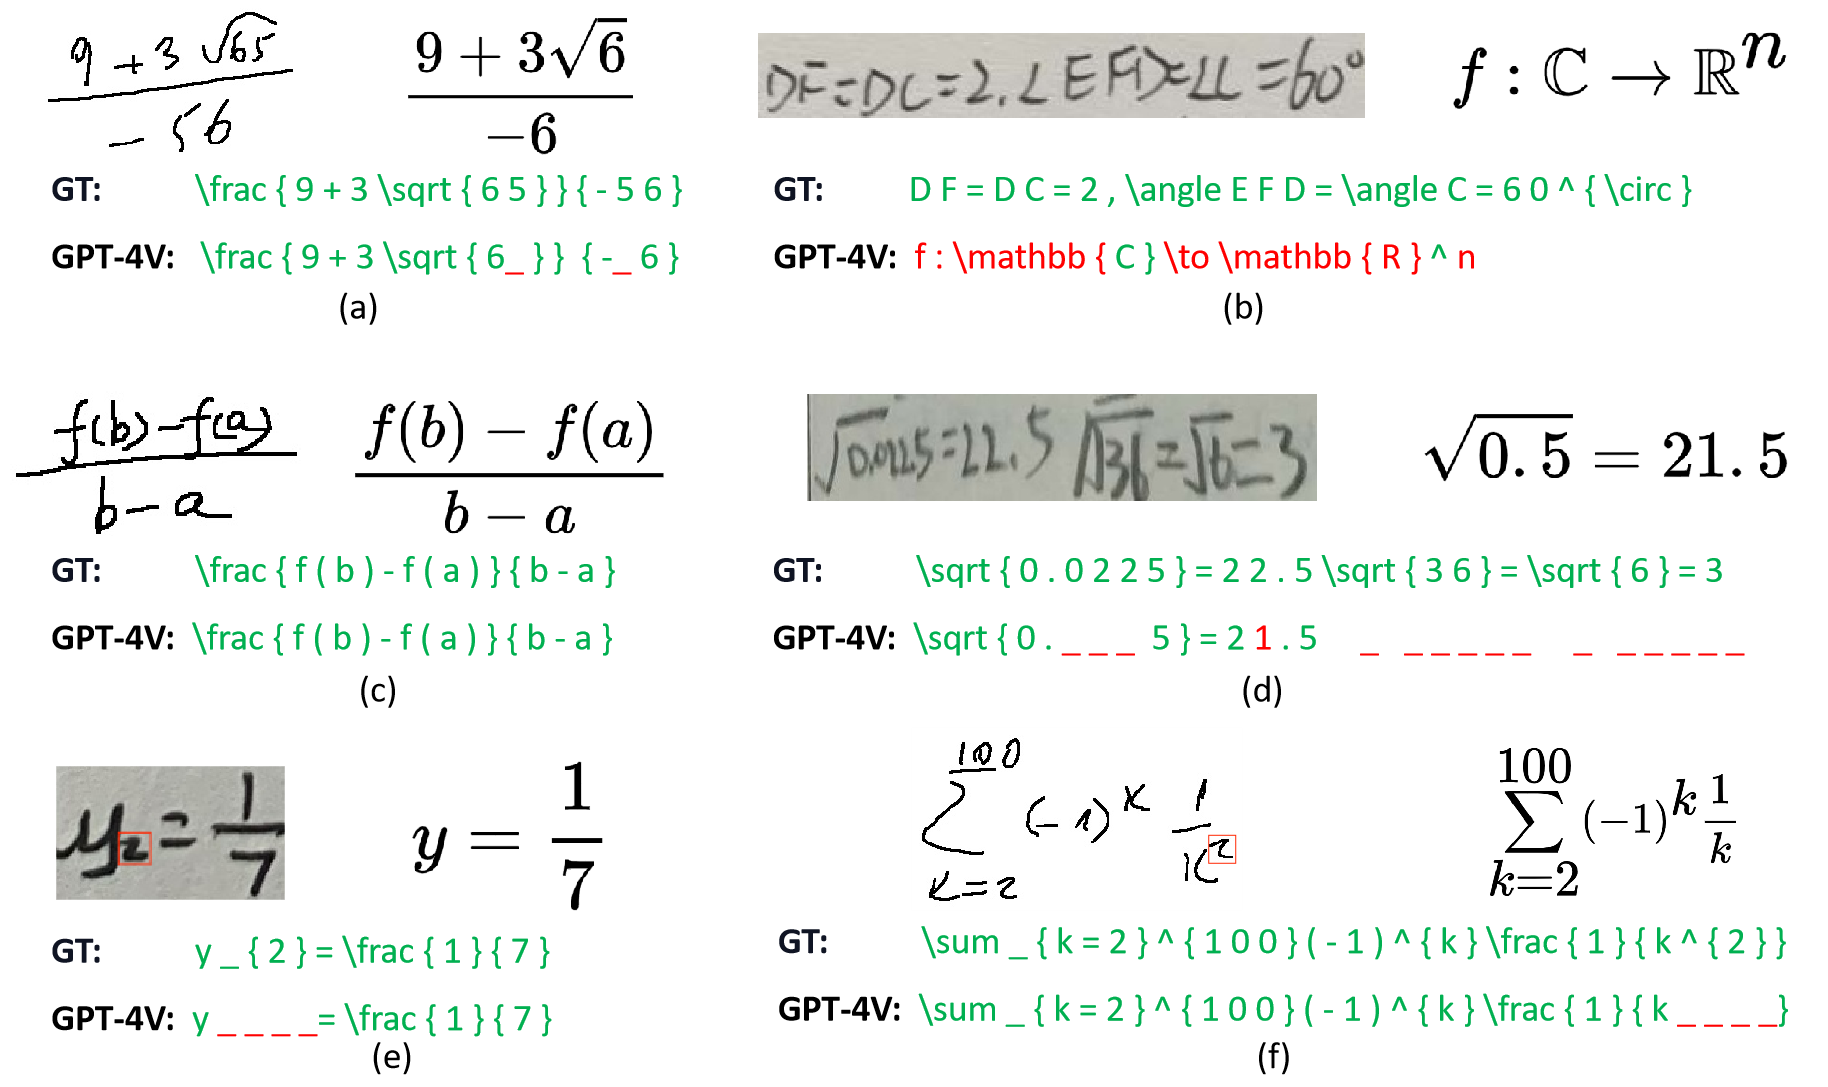 9 + 3 √65
- 56
9 + 3√6
-6
GT: \frac { 9 + 3 \sqrt { 6 5 } } { - 5 6 }
GPT-4V: \frac { 9 + 3 \sqrt { 6 _ } } { - _ 6 }
(a)
DF=DC=2,∠EFD=∠C=60°
f : ℂ → ℝⁿ
GT: D F = D C = 2 , \angle E F D = \angle C = 6 0 ^ { \circ }
GPT-4V: f : \mathbb { C } \to \mathbb { R } ^ n
(b)
f(b)-f(a)
b-a
f(b) − f(a)
b − a
GT: \frac { f ( b ) - f ( a ) } { b - a }
GPT-4V: \frac { f ( b ) - f ( a ) } { b - a }
(c)
√0.0225=22.5 √36=√6=3
√0.5 = 21.5
GT: \sqrt { 0 . 0 2 2 5 } = 2 2 . 5 \sqrt { 3 6 } = \sqrt { 6 } = 3
GPT-4V: \sqrt { 0 . _ _ _ 5 } = 2 1 . 5 _ _ _ _ _ _ _ _ _ _ _ _
(d)
y₂ = 1
7
y = 1
7
GT: y _ { 2 } = \frac { 1 } { 7 }
GPT-4V: y _ _ _ _ = \frac { 1 } { 7 }
(e)
100
∑ (-1)^k 1
k=2 k²
100
∑ (−1)^k 1
k=2 k
GT: \sum _ { k = 2 } ^ { 1 0 0 } ( - 1 ) ^ { k } \frac { 1 } { k ^ { 2 } }
GPT-4V: \sum _ { k = 2 } ^ { 1 0 0 } ( - 1 ) ^ { k } \frac { 1 } { k _ _ _ _ }
(f)